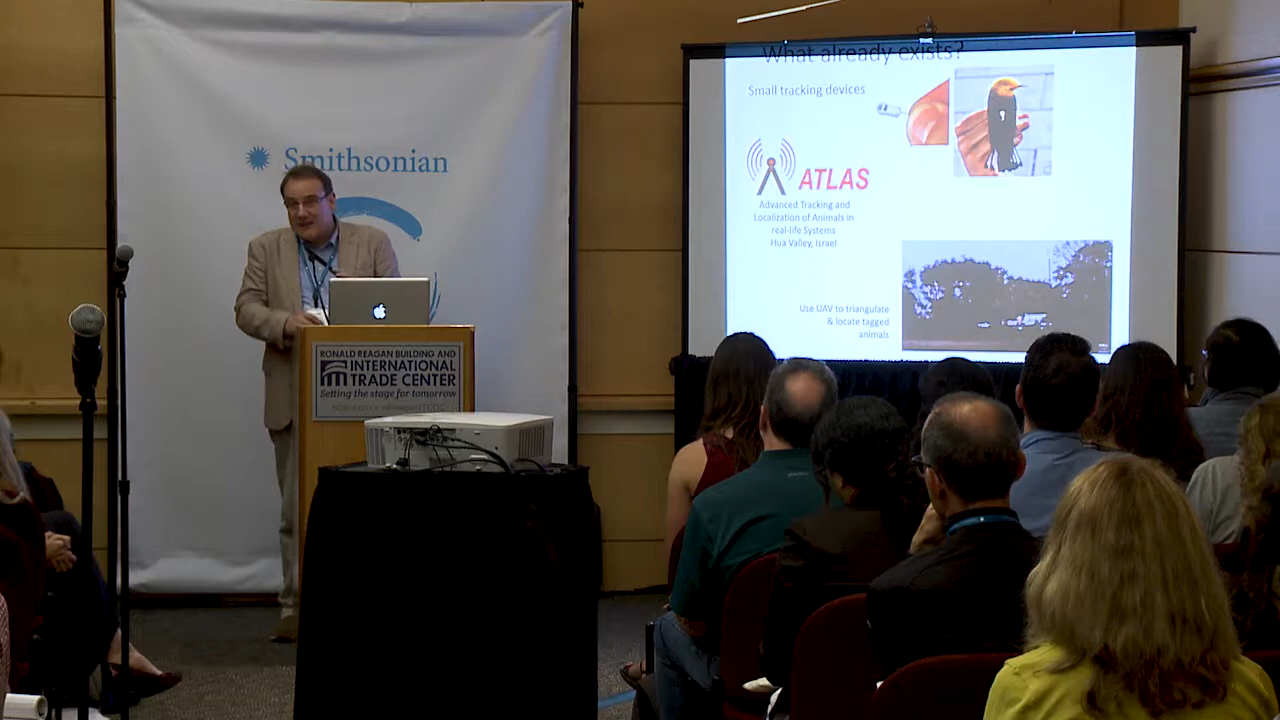 Smithsonian
RONALD REAGAN BUILDING AND
INTERNATIONAL
TRADE CENTER
Setting the stage for tomorrow
What already exists?
Small tracking devices
ATLAS
Advanced Tracking and
Localization of Animals in
real-life Systems
Hua Valley, Israel
Use UAV to triangulate
& locate tagged
animals